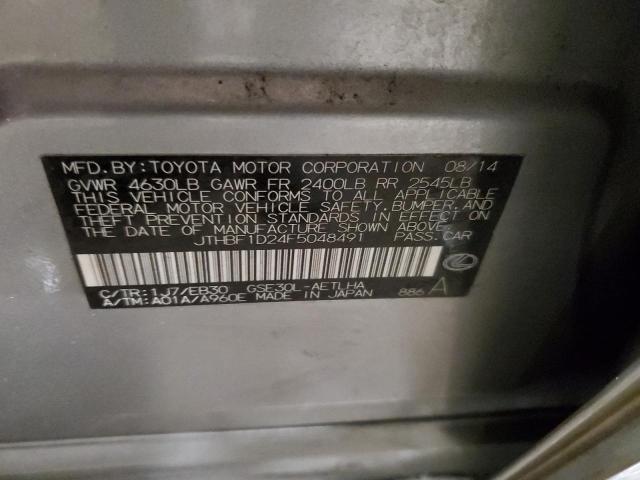 MFD.BY:TOYOTA MOTOR CORPORATION 08/14
GVWR 4630LB GAWR FR 2400LB RR 2545LB
THIS VEHICLE CONFORMS TO ALL APPLICABLE
FEDERAL MOTOR VEHICLE SAFETY, BUMPER, AND
THEFT PREVENTION STANDARDS IN EFFECT ON
THE DATE OF MANUFACTURE SHOWN ABOVE.
JTHBF1D24F5048491 PASS.CAR
C/TR:1J7/EB30 GSE30L-AETLHA
A/TM:A01A/A960E MADE IN JAPAN 886 A